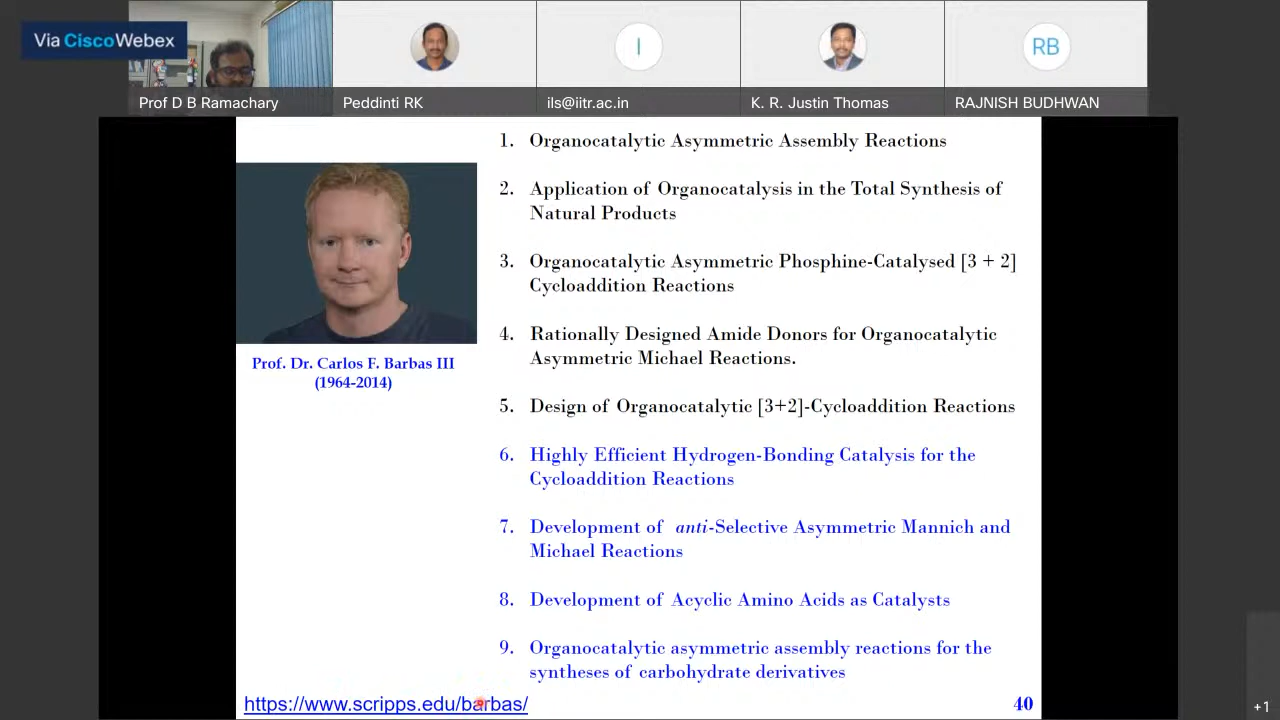 Via CiscoWebex
Prof D B Ramachary
Peddinti RK
I
ils@iitr.ac.in
K. R. Justin Thomas
RB
RAJNISH BUDHWAN
Prof. Dr. Carlos F. Barbas III
(1964-2014)
1. Organocatalytic Asymmetric Assembly Reactions
2. Application of Organocatalysis in the Total Synthesis of
Natural Products
3. Organocatalytic Asymmetric Phosphine-Catalysed [3 + 2]
Cycloaddition Reactions
4. Rationally Designed Amide Donors for Organocatalytic
Asymmetric Michael Reactions.
5. Design of Organocatalytic [3+2]-Cycloaddition Reactions
6. Highly Efficient Hydrogen-Bonding Catalysis for the
Cycloaddition Reactions
7. Development of anti-Selective Asymmetric Mannich and
Michael Reactions
8. Development of Acyclic Amino Acids as Catalysts
9. Organocatalytic asymmetric assembly reactions for the
syntheses of carbohydrate derivatives
https://www.scripps.edu/barbas/
40
+1